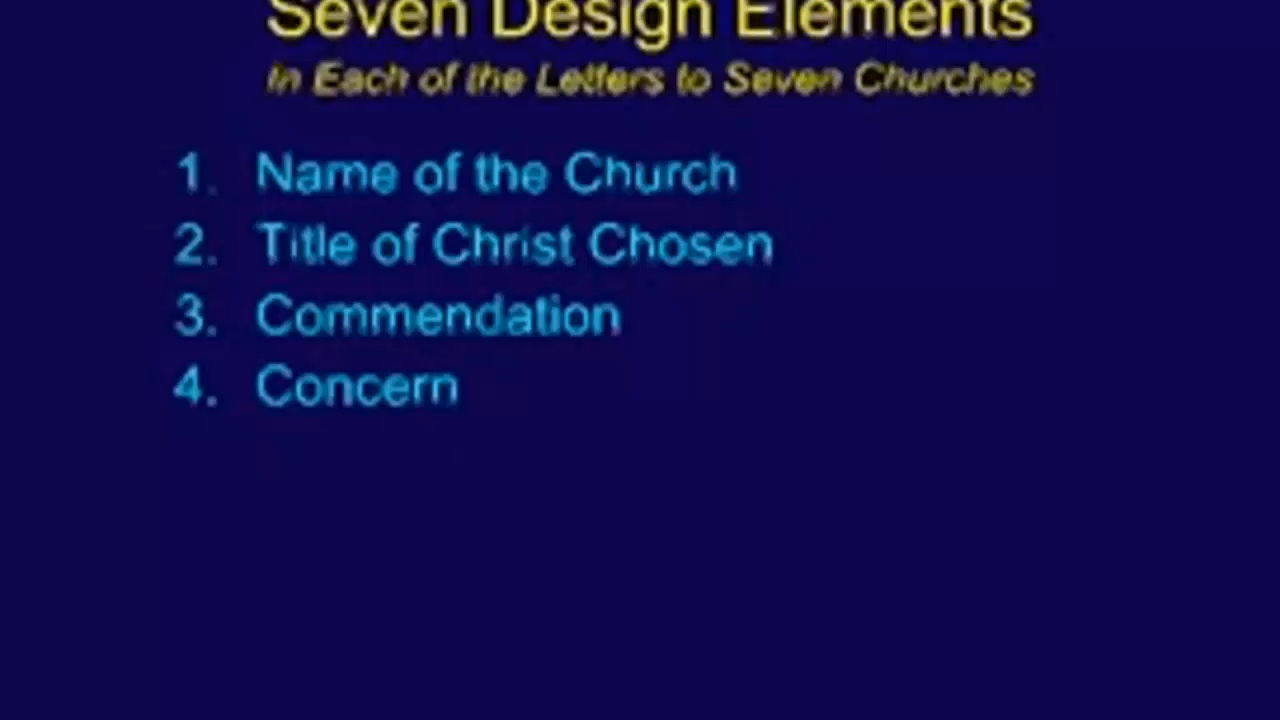 Seven Design Elements
In Each of the Letters to Seven Churches
1. Name of the Church
2. Title of Christ Chosen
3. Commendation
4. Concern